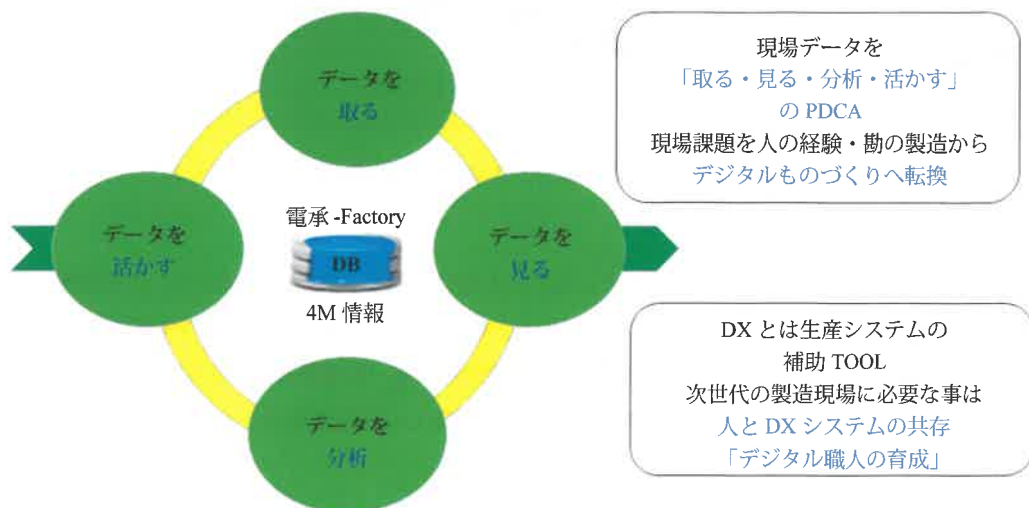 データを
取る
データを
活かす
電承-Factory
DB
4M 情報
データを
見る
データを
分析
現場データを
「取る・見る・分析・活かす」
の PDCA
現場課題を人の経験・勘の製造から
デジタルものづくりへ転換
DX とは生産システムの
補助 TOOL
次世代の製造現場に必要な事は
人と DX システムの共存
「デジタル職人の育成」